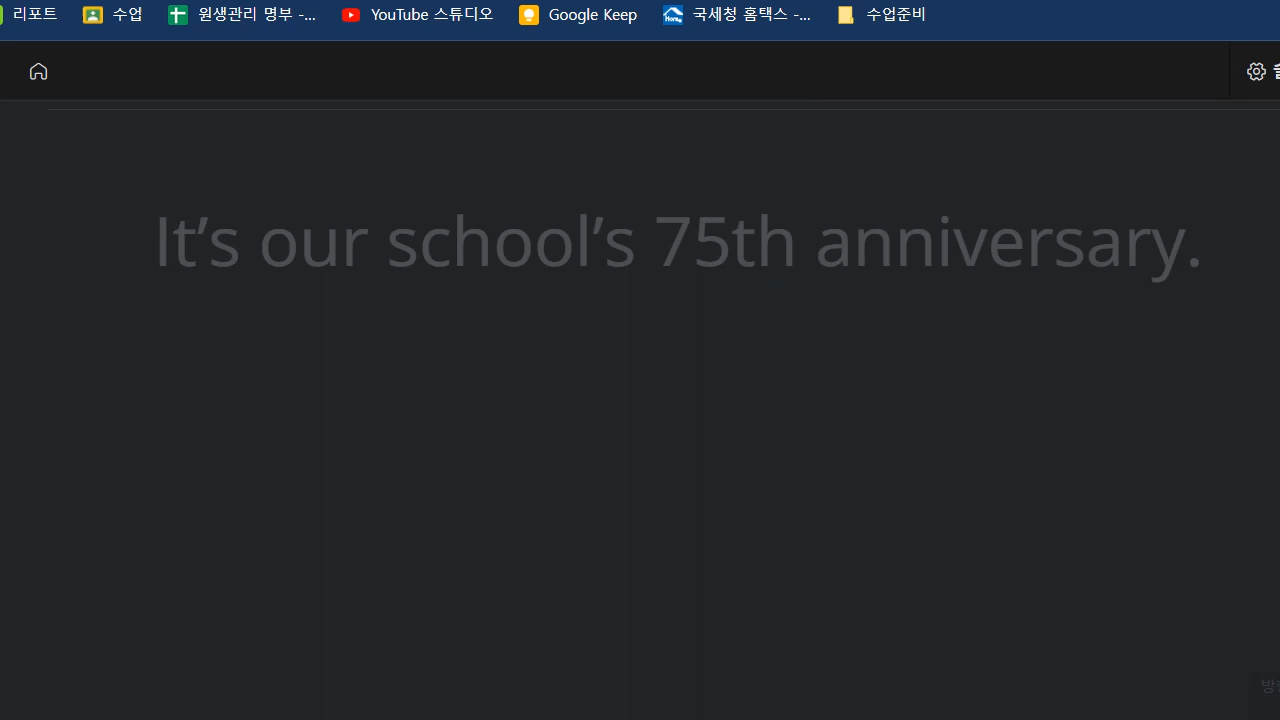 리포트 수업 원생관리 명부 -... YouTube 스튜디오 Google Keep 국세청 홈택스 -... 수업준비
It’s our school’s 75th anniversary.